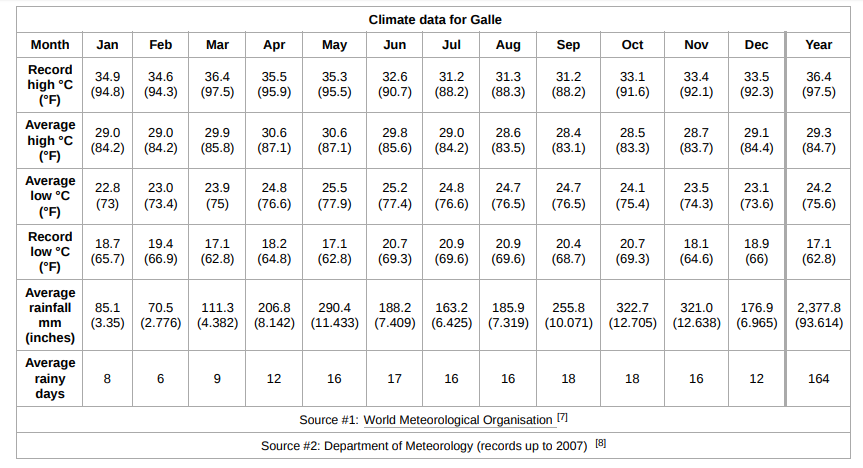 Climate data for Galle
Month Jan Feb Mar Apr May Jun Jul Aug Sep Oct Nov Dec Year
Record high °C (°F) 34.9 (94.8) 34.6 (94.3) 36.4 (97.5) 35.5 (95.9) 35.3 (95.5) 32.6 (90.7) 31.2 (88.2) 31.3 (88.3) 31.2 (88.2) 33.1 (91.6) 33.4 (92.1) 33.5 (92.3) 36.4 (97.5)
Average high °C (°F) 29.0 (84.2) 29.0 (84.2) 29.9 (85.8) 30.6 (87.1) 30.6 (87.1) 29.8 (85.6) 29.0 (84.2) 28.6 (83.5) 28.4 (83.1) 28.5 (83.3) 28.7 (83.7) 29.1 (84.4) 29.3 (84.7)
Average low °C (°F) 22.8 (73) 23.0 (73.4) 23.9 (75) 24.8 (76.6) 25.5 (77.9) 25.2 (77.4) 24.8 (76.6) 24.7 (76.5) 24.7 (76.5) 24.1 (75.4) 23.5 (74.3) 23.1 (73.6) 24.2 (75.6)
Record low °C (°F) 18.7 (65.7) 19.4 (66.9) 17.1 (62.8) 18.2 (64.8) 17.1 (62.8) 20.7 (69.3) 20.9 (69.6) 20.9 (69.6) 20.4 (68.7) 20.7 (69.3) 18.1 (64.6) 18.9 (66) 17.1 (62.8)
Average rainfall mm (inches) 85.1 (3.35) 70.5 (2.776) 111.3 (4.382) 206.8 (8.142) 290.4 (11.433) 188.2 (7.409) 163.2 (6.425) 185.9 (7.319) 255.8 (10.071) 322.7 (12.705) 321.0 (12.638) 176.9 (6.965) 2,377.8 (93.614)
Average rainy days 8 6 9 12 16 17 16 16 18 18 16 12 164
Source #1: World Meteorological Organisation [7]
Source #2: Department of Meteorology (records up to 2007) [8]